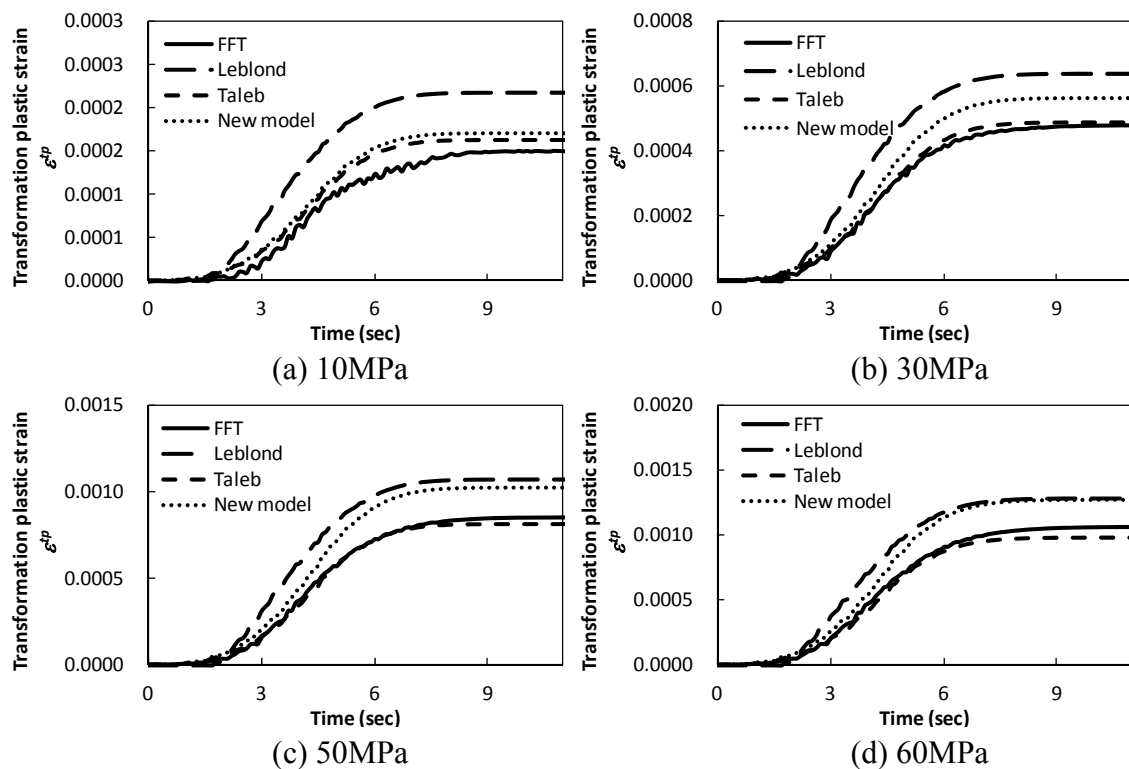 Transformation plastic strain
ε^tp
0.0003
0.0003
0.0002
0.0002
0.0001
0.0001
0.0000
FFT
Leblond
Taleb
New model
0 3 6 9
Time (sec)
(a) 10MPa
Transformation plastic strain
ε^tp
0.0008
0.0006
0.0004
0.0002
0.0000
FFT
Leblond
Taleb
New model
0 3 6 9
Time (sec)
(b) 30MPa
Transformation plastic strain
ε^tp
0.0015
0.0010
0.0005
0.0000
FFT
Leblond
Taleb
New model
0 3 6 9
Time (sec)
(c) 50MPa
Transformation plastic strain
ε^tp
0.0020
0.0015
0.0010
0.0005
0.0000
FFT
Leblond
Taleb
New model
0 3 6 9
Time (sec)
(d) 60MPa